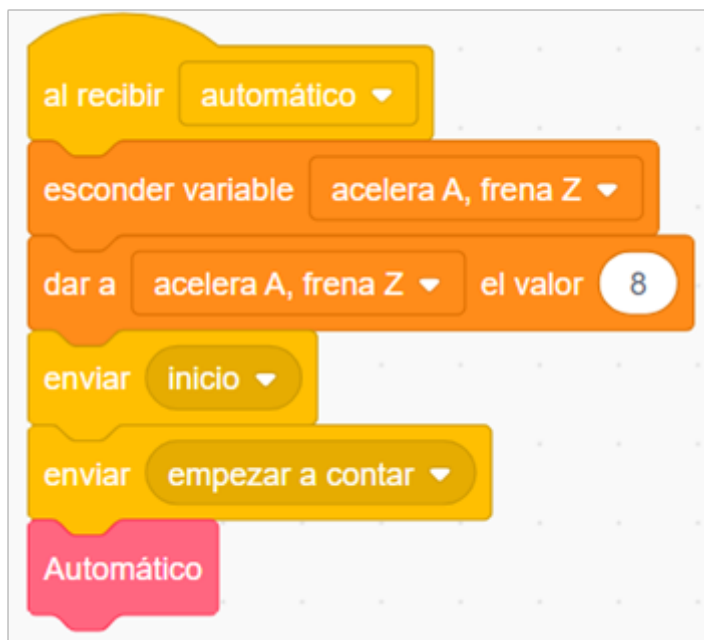 al recibir automático
esconder variable acelera A, frena Z
dar a acelera A, frena Z el valor 8
enviar inicio
enviar empezar a contar
Automático